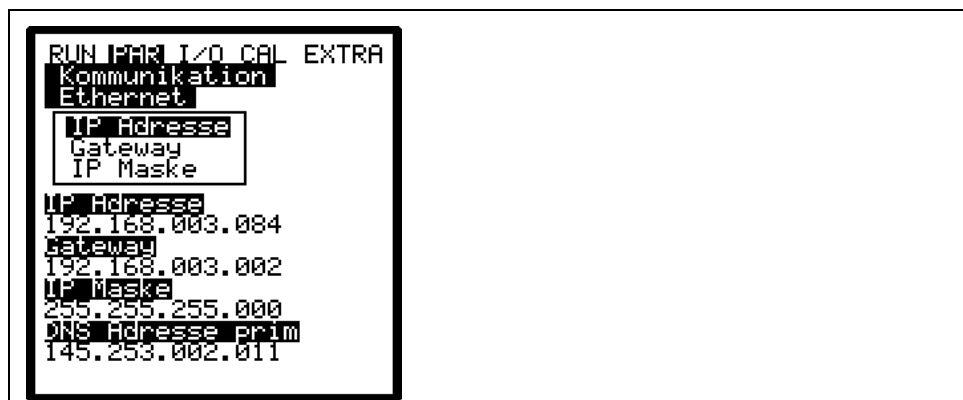 RUN PAR I/O CAL EXTRA
Kommunikation
Ethernet
IP Adresse
Gateway
IP Maske
IP Adresse
192.168.003.084
Gateway
192.168.003.002
IP Maske
255.255.255.000
DNS Adresse prim
145.253.002.011